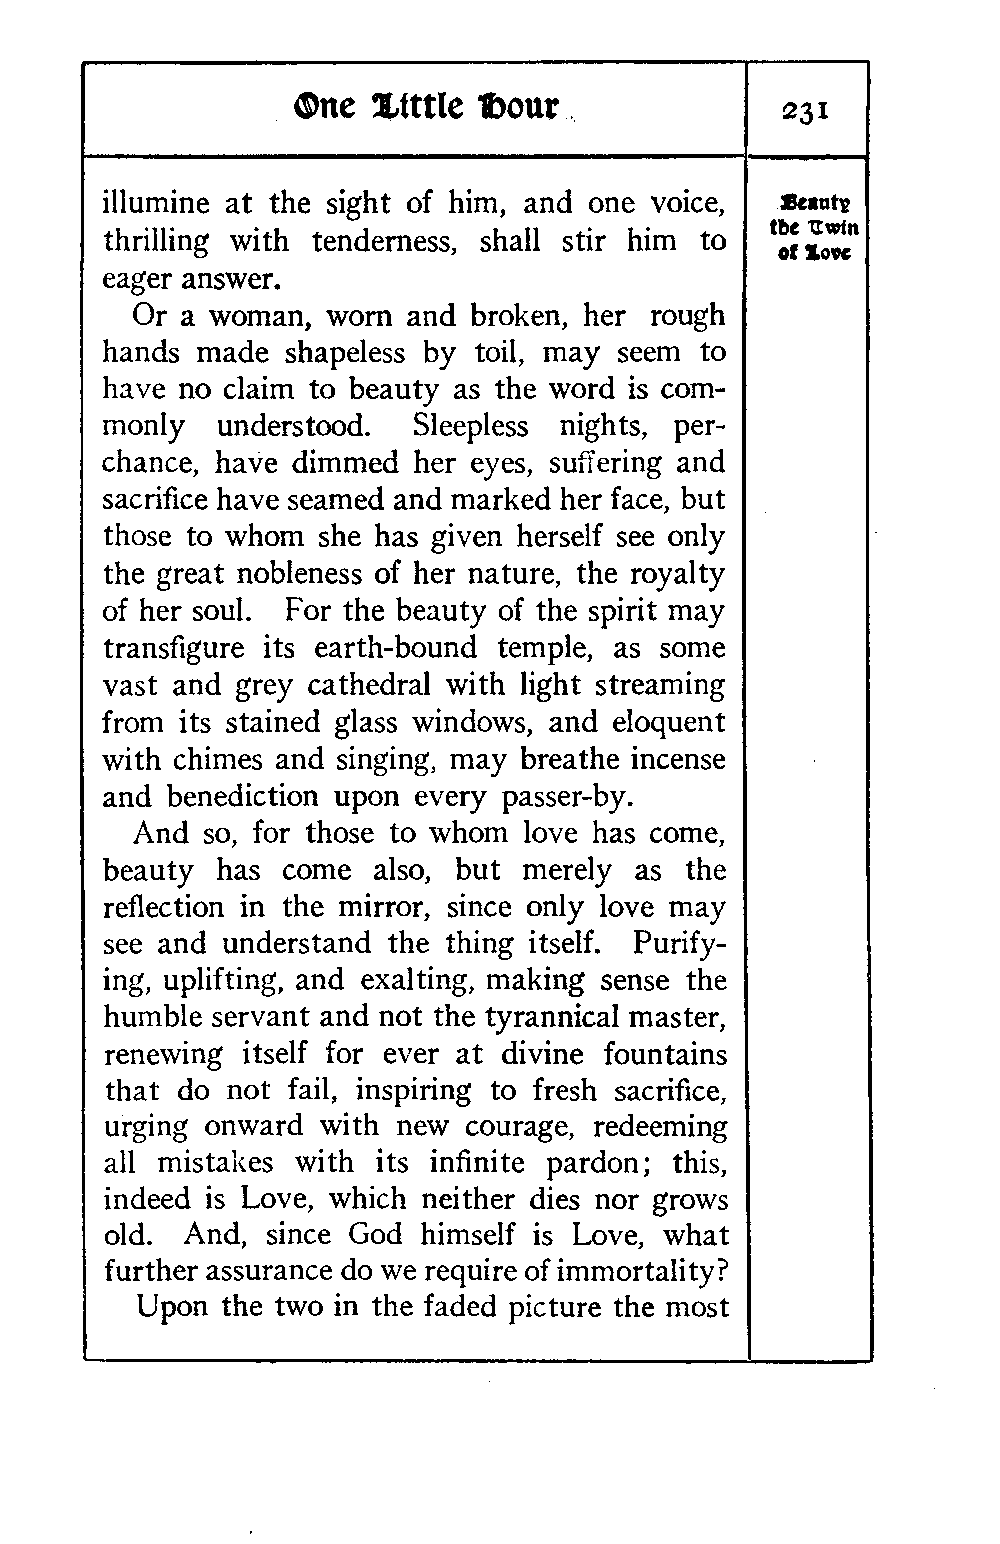 One Little Hour
231
Beauty
the Twin
of Love
illumine at the sight of him, and one voice,
thrilling with tenderness, shall stir him to
eager answer.
Or a woman, worn and broken, her rough
hands made shapeless by toil, may seem to
have no claim to beauty as the word is com-
monly understood. Sleepless nights, per-
chance, have dimmed her eyes, suffering and
sacrifice have seamed and marked her face, but
those to whom she has given herself see only
the great nobleness of her nature, the royalty
of her soul. For the beauty of the spirit may
transfigure its earth-bound temple, as some
vast and grey cathedral with light streaming
from its stained glass windows, and eloquent
with chimes and singing, may breathe incense
and benediction upon every passer-by.
And so, for those to whom love has come,
beauty has come also, but merely as the
reflection in the mirror, since only love may
see and understand the thing itself. Purify-
ing, uplifting, and exalting, making sense the
humble servant and not the tyrannical master,
renewing itself for ever at divine fountains
that do not fail, inspiring to fresh sacrifice,
urging onward with new courage, redeeming
all mistakes with its infinite pardon; this,
indeed is Love, which neither dies nor grows
old. And, since God himself is Love, what
further assurance do we require of immortality?
Upon the two in the faded picture the most